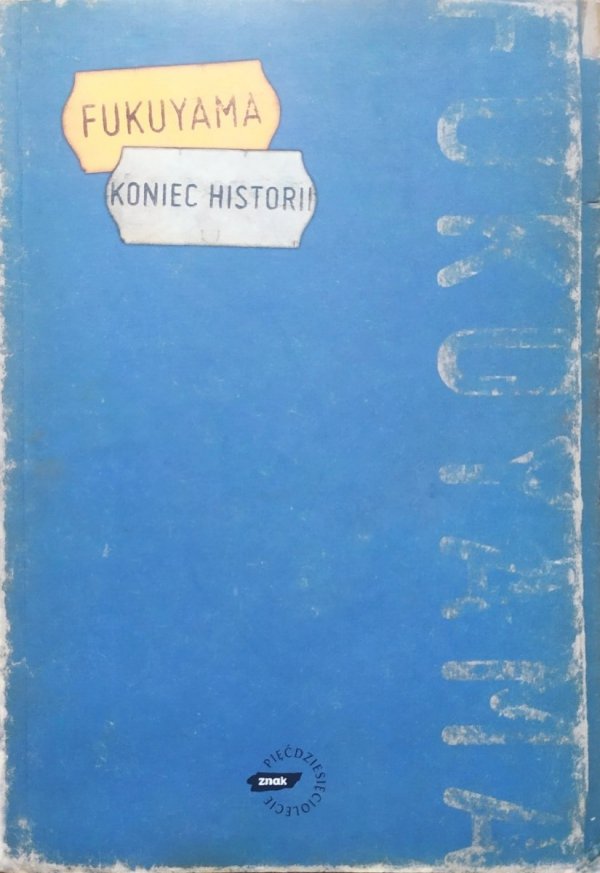 FUKUYAMA
KONIEC HISTORII
FUKUYAMA
PIĘĆDZIESIĘCIOLECIE
znak